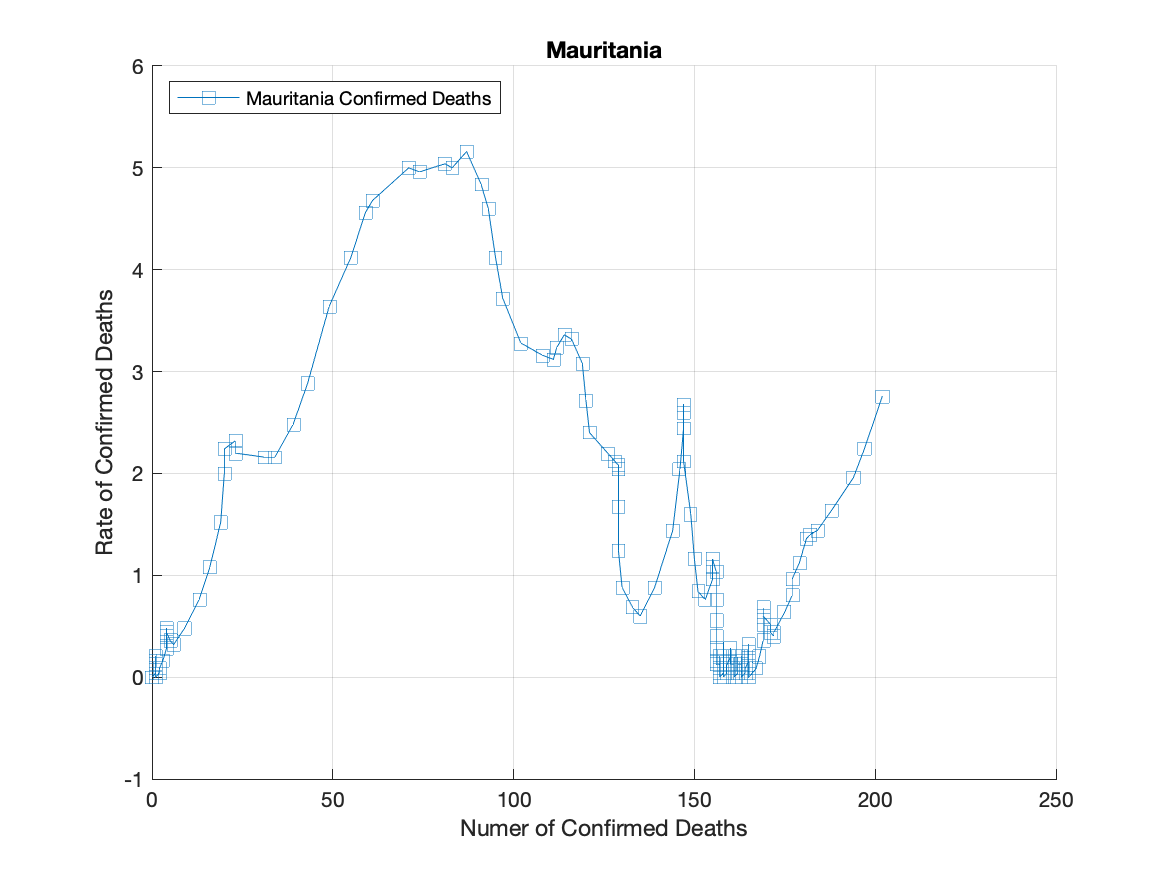 Mauritania
Mauritania Confirmed Deaths
6
5
4
3
2
1
0
-1
Rate of Confirmed Deaths
0 50 100 150 200 250
Numer of Confirmed Deaths